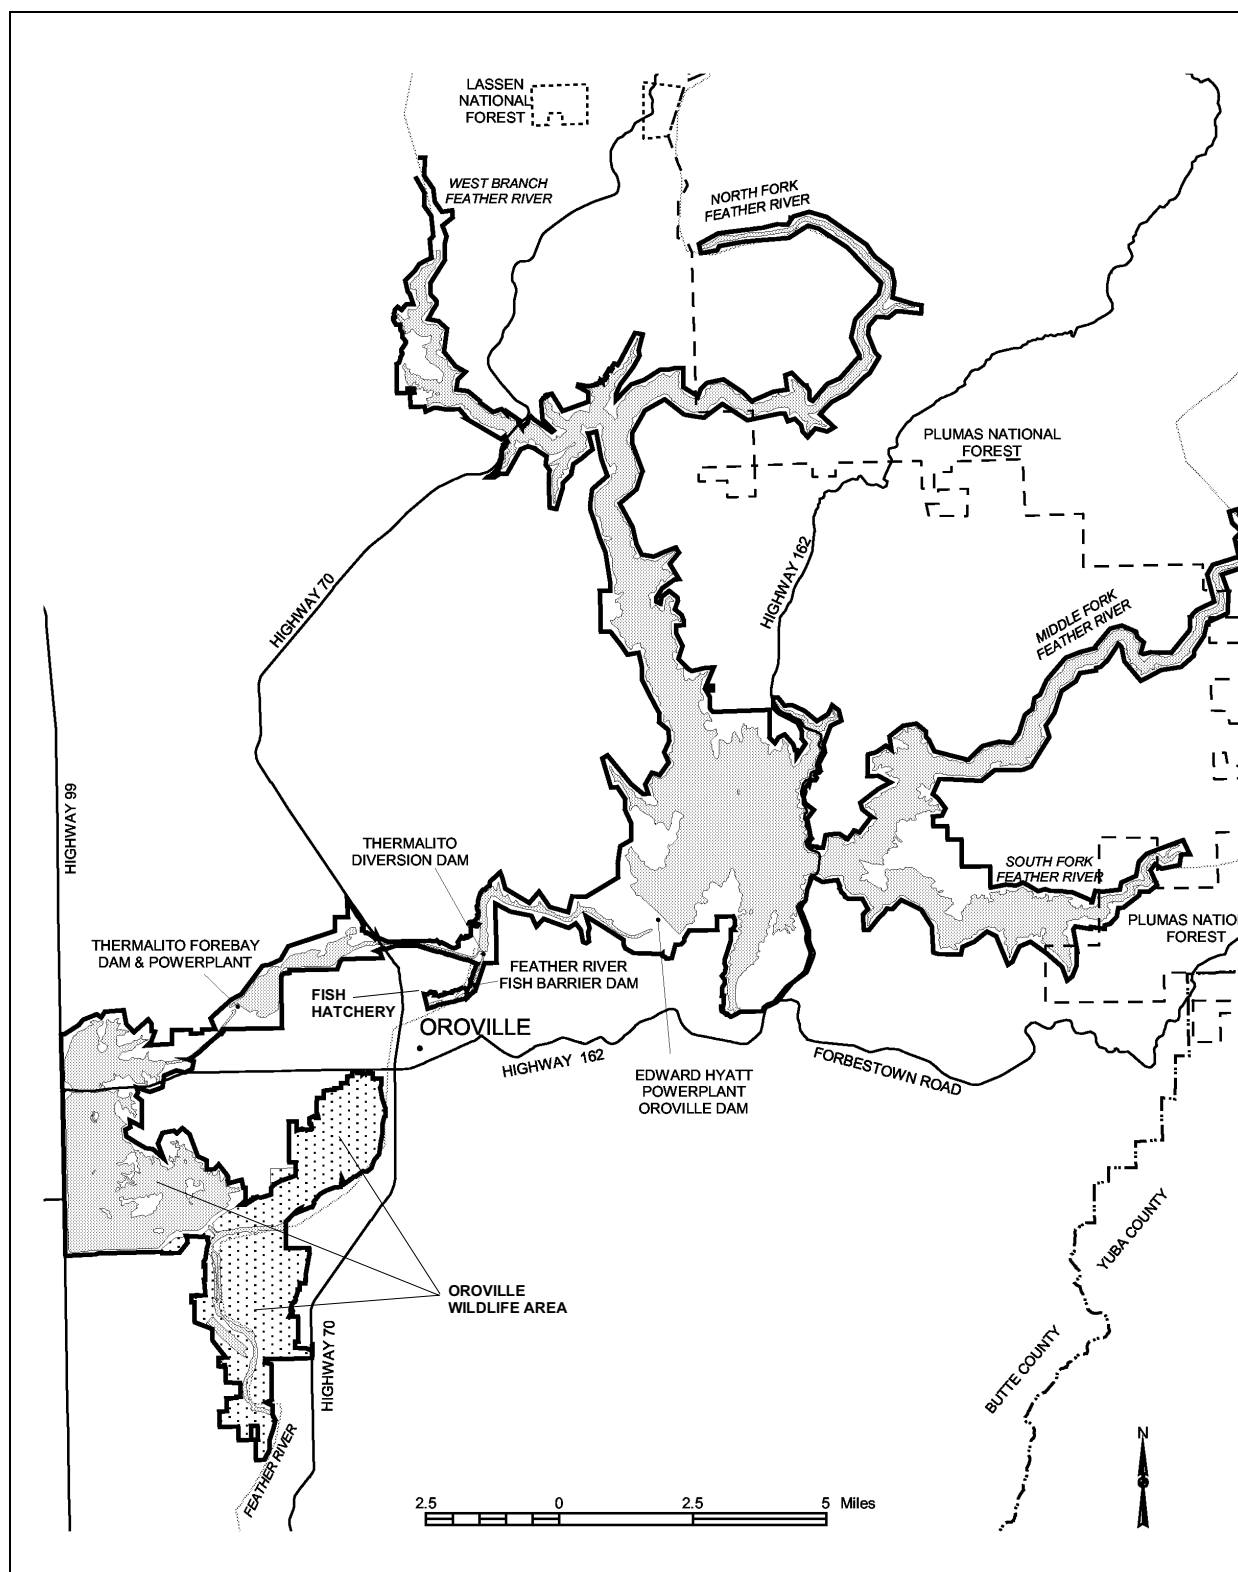 LASSEN
NATIONAL
FOREST
WEST BRANCH
FEATHER RIVER
NORTH FORK
FEATHER RIVER
PLUMAS NATIONAL
FOREST
HIGHWAY 70
HIGHWAY 162
MIDDLE FORK
FEATHER RIVER
HIGHWAY 99
THERMALITO
DIVERSION DAM
SOUTH FORK
FEATHER RIVER
PLUMAS NATION
FOREST
THERMALITO FOREBAY
DAM & POWERPLANT
FEATHER RIVER
FISH BARRIER DAM
FISH
HATCHERY
OROVILLE
HIGHWAY 162
FORBESTOWN ROAD
EDWARD HYATT
POWERPLANT
OROVILLE DAM
YUBA COUNTY
OROVILLE
WILDLIFE AREA
HIGHWAY 70
BUTTE COUNTY
FEATHER RIVER
N
2.5 0 2.5 5 Miles